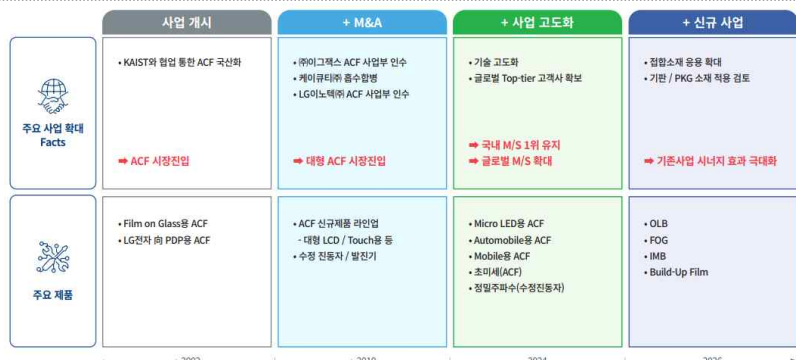 사업 개시
+ M&A
+ 사업 고도화
+ 신규 사업
주요 사업 확대
Facts
• KAIST와 협업 통한 ACF 국산화
➡ ACF 시장진입
• ㈜이그잭스 ACF 사업부 인수
• 케이큐티㈜ 흡수합병
• LG이노텍㈜ ACF 사업부 인수
➡ 대형 ACF 시장진입
• 기술 고도화
• 글로벌 Top-tier 고객사 확보
➡ 국내 M/S 1위 유지
➡ 글로벌 M/S 확대
• 접합소재 응용 확대
• 기판 / PKG 소재 적용 검토
➡ 기존사업 시너지 효과 극대화
주요 제품
• Film on Glass용 ACF
• LG전자 向 PDP용 ACF
• ACF 신규제품 라인업
- 대형 LCD / Touch용 등
• 수정 진동자 / 발진기
• Micro LED용 ACF
• Automobile용 ACF
• Mobile용 ACF
• 초미세(ACF)
• 정밀주파수(수정진동자)
• OLB
• FOG
• IMB
• Build-Up Film